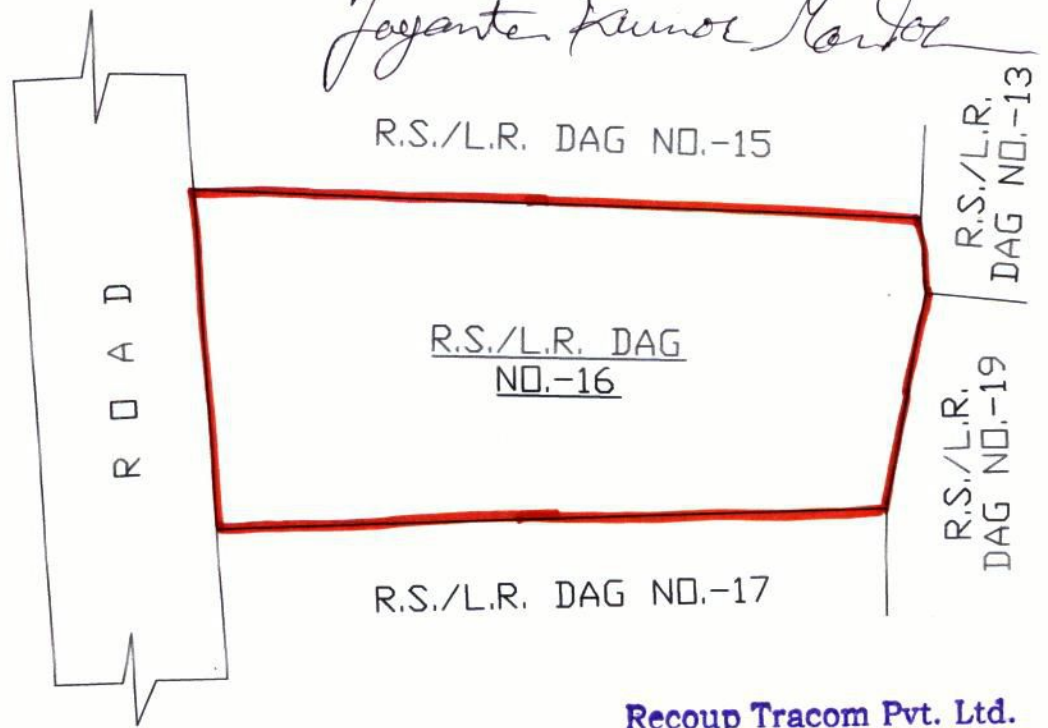 Jayanta Kumar Mondal
R.S./L.R. DAG NO.-15
R.S./L.R.
DAG NO.-13
ROAD
R.S./L.R. DAG
NO.-16
R.S./L.R.
DAG NO.-19
R.S./L.R. DAG NO.-17
Recoup Tracom Pvt. Ltd.